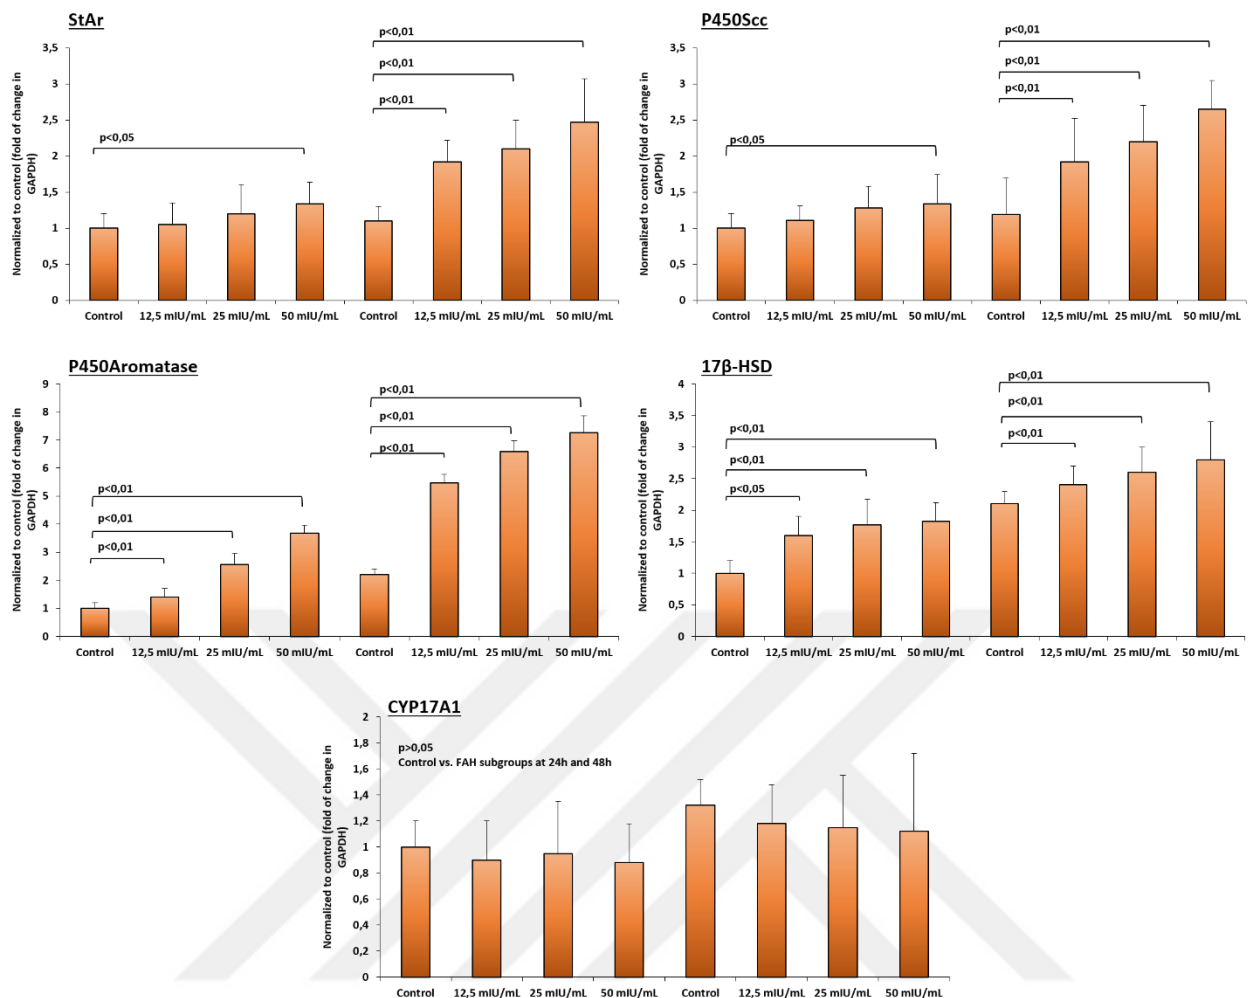 StAr
Normalized to control (fold of change in
GAPDH)
3,5
3
2,5
2
1,5
1
0,5
0
p<0,05
p<0,01
p<0,01
p<0,01
Control 12,5 mIU/mL 25 mIU/mL 50 mIU/mL Control 12,5 mIU/mL 25 mIU/mL 50 mIU/mL
P450Scc
Normalized to control (fold of change in
GAPDH)
3,5
3
2,5
2
1,5
1
0,5
0
p<0,05
p<0,01
p<0,01
p<0,01
Control 12,5 mIU/mL 25 mIU/mL 50 mIU/mL Control 12,5 mIU/mL 25 mIU/mL 50 mIU/mL
P450Aromatase
Normalized to control (fold of change in
GAPDH)
9
8
7
6
5
4
3
2
1
0
p<0,01
p<0,01
p<0,01
p<0,01
p<0,01
p<0,01
Control 12,5 mIU/mL 25 mIU/mL 50 mIU/mL Control 12,5 mIU/mL 25 mIU/mL 50 mIU/mL
17β-HSD
Normalized to control (fold of change in
GAPDH)
4
3,5
3
2,5
2
1,5
1
0,5
0
p<0,01
p<0,01
p<0,05
p<0,01
p<0,01
p<0,01
Control 12,5 mIU/mL 25 mIU/mL 50 mIU/mL Control 12,5 mIU/mL 25 mIU/mL 50 mIU/mL
CYP17A1
Normalized to control (fold of change in
GAPDH)
2
1,8
1,6
1,4
1,2
1
0,8
0,6
0,4
0,2
0
p>0,05
Control vs. FAH subgroups at 24h and 48h
Control 12,5 mIU/mL 25 mIU/mL 50 mIU/mL Control 12,5 mIU/mL 25 mIU/mL 50 mIU/mL